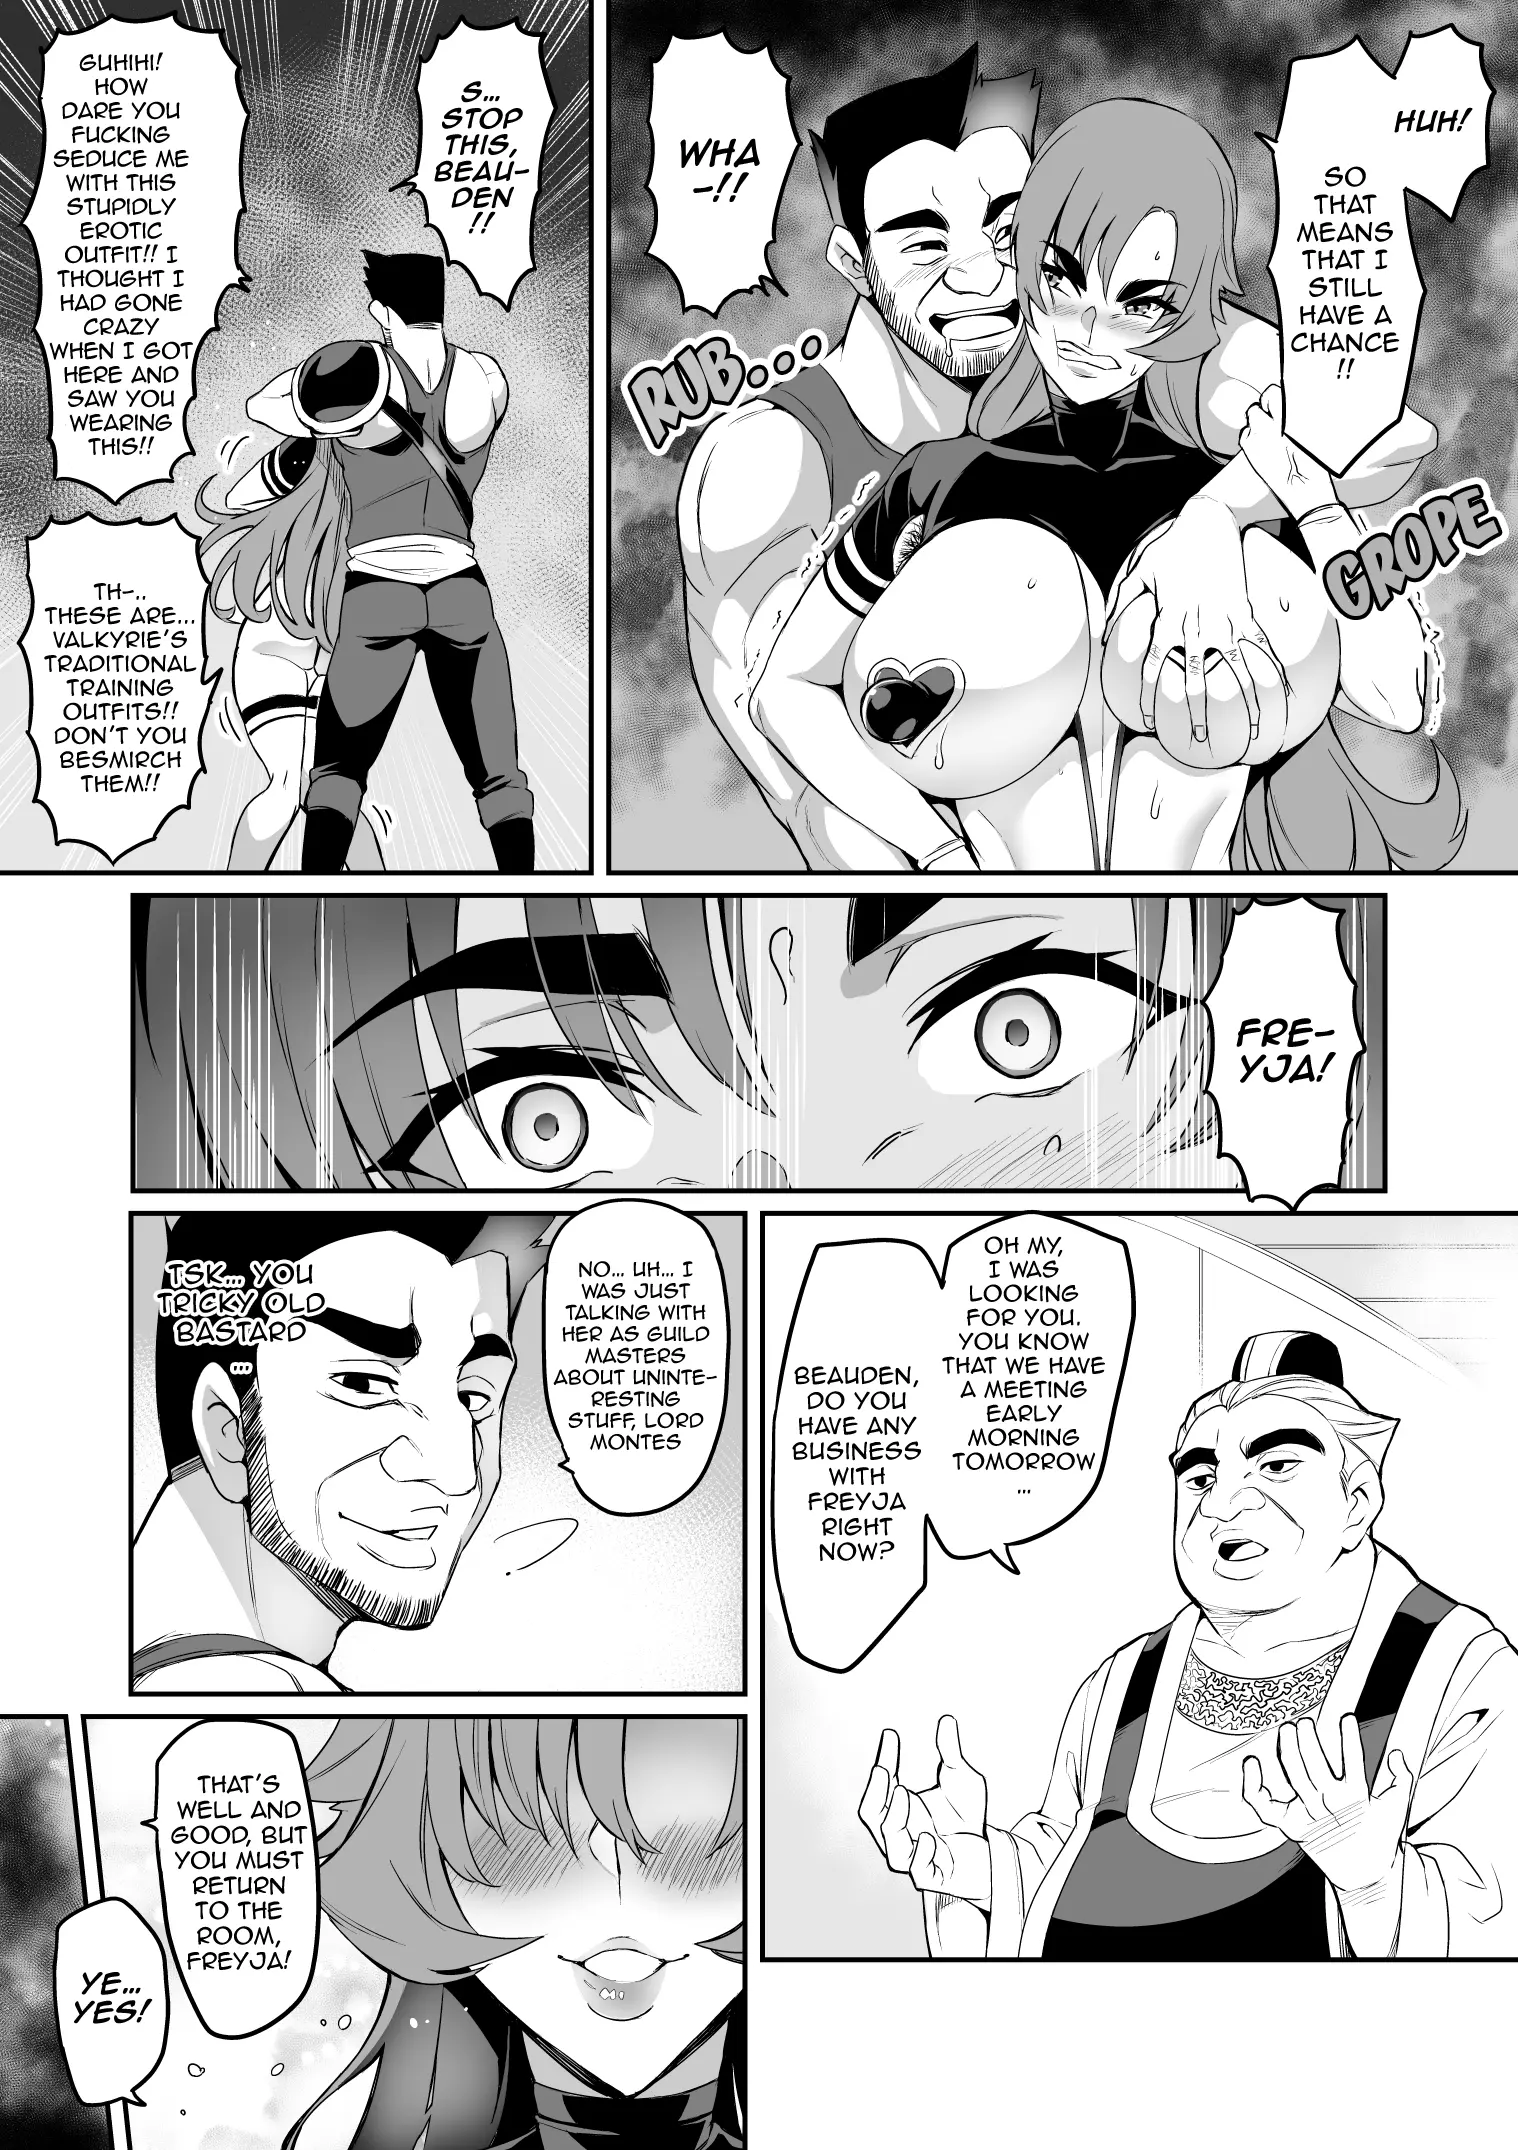 HUH!
SO
THAT
MEANS
THAT I
STILL
HAVE A
CHANCE
!!
WHA
-!!
RUB...
GROPE
S...
STOP
THIS,
BEAU-
DEN
!!
GUHIHI!
HOW
DARE YOU
FUCKING
SEDUCE ME
WITH THIS
STUPIDLY
EROTIC
OUTFIT!! I
THOUGHT I
HAD GONE
CRAZY
WHEN I GOT
HERE AND
SAW YOU
WEARING
THIS!!
TH-..
THESE ARE...
VALKYRIE'S
TRADITIONAL
TRAINING
OUTFITS!!
DON'T YOU
BESMIRCH
THEM!!
FRE-
YJA!
OH MY,
I WAS
LOOKING
FOR YOU.
YOU KNOW
THAT WE HAVE
A MEETING
EARLY
MORNING
TOMORROW
...
BEAUDEN,
DO YOU
HAVE ANY
BUSINESS
WITH
FREYJA
RIGHT
NOW?
NO... UH... I
WAS JUST
TALKING WITH
HER AS GUILD
MASTERS
ABOUT UNINTE-
RESTING
STUFF, LORD
MONTES
TSK... YOU
TRICKY OLD
BASTARD
...
THAT'S
WELL AND
GOOD, BUT
YOU MUST
RETURN
TO THE
ROOM,
FREYJA!
YE...
YES!